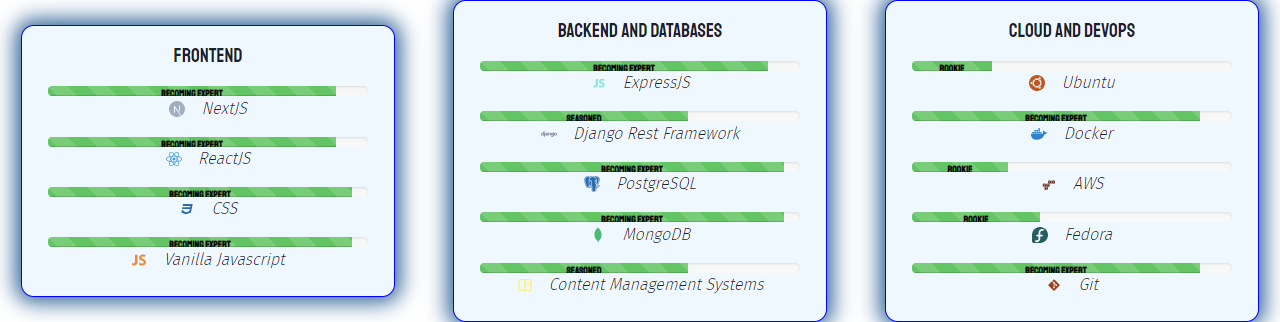 FRONTEND
BECOMING EXPERT
N NextJS
BECOMING EXPERT
ReactJS
BECOMING EXPERT
CSS
BECOMING EXPERT
JS Vanilla Javascript
BACKEND AND DATABASES
BECOMING EXPERT
JS ExpressJS
SEASONED
django Django Rest Framework
BECOMING EXPERT
PostgreSQL
BECOMING EXPERT
MongoDB
SEASONED
Content Management Systems
CLOUD AND DEVOPS
ROOKIE
Ubuntu
BECOMING EXPERT
Docker
ROOKIE
AWS
ROOKIE
Fedora
BECOMING EXPERT
Git